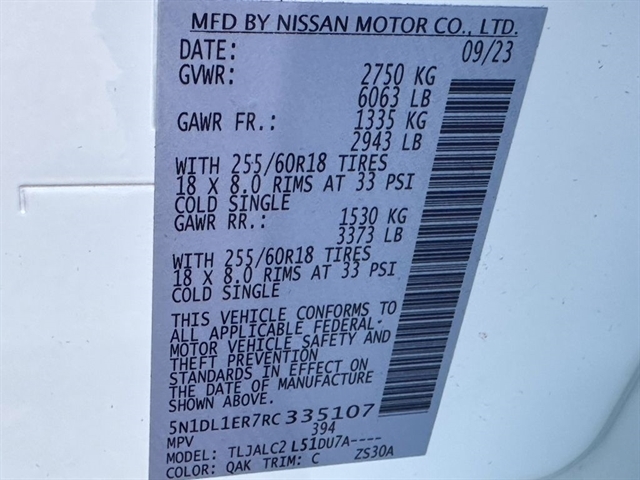 MFD BY NISSAN MOTOR CO., LTD.
DATE: 09/23
GVWR: 2750 KG
6063 LB
GAWR FR.: 1335 KG
2943 LB
WITH 255/60R18 TIRES
18 X 8.0 RIMS AT 33 PSI
COLD SINGLE
GAWR RR.: 1530 KG
3373 LB
WITH 255/60R18 TIRES
18 X 8.0 RIMS AT 33 PSI
COLD SINGLE
THIS VEHICLE CONFORMS TO
ALL APPLICABLE FEDERAL-
MOTOR VEHICLE SAFETY AND
THEFT PREVENTION
STANDARDS IN EFFECT ON
THE DATE OF MANUFACTURE
SHOWN ABOVE.
5N1DL1ER7RC335107
MPV 394
MODEL: TLJALC2 L51DU7A----
COLOR: QAK TRIM: C ZS30A